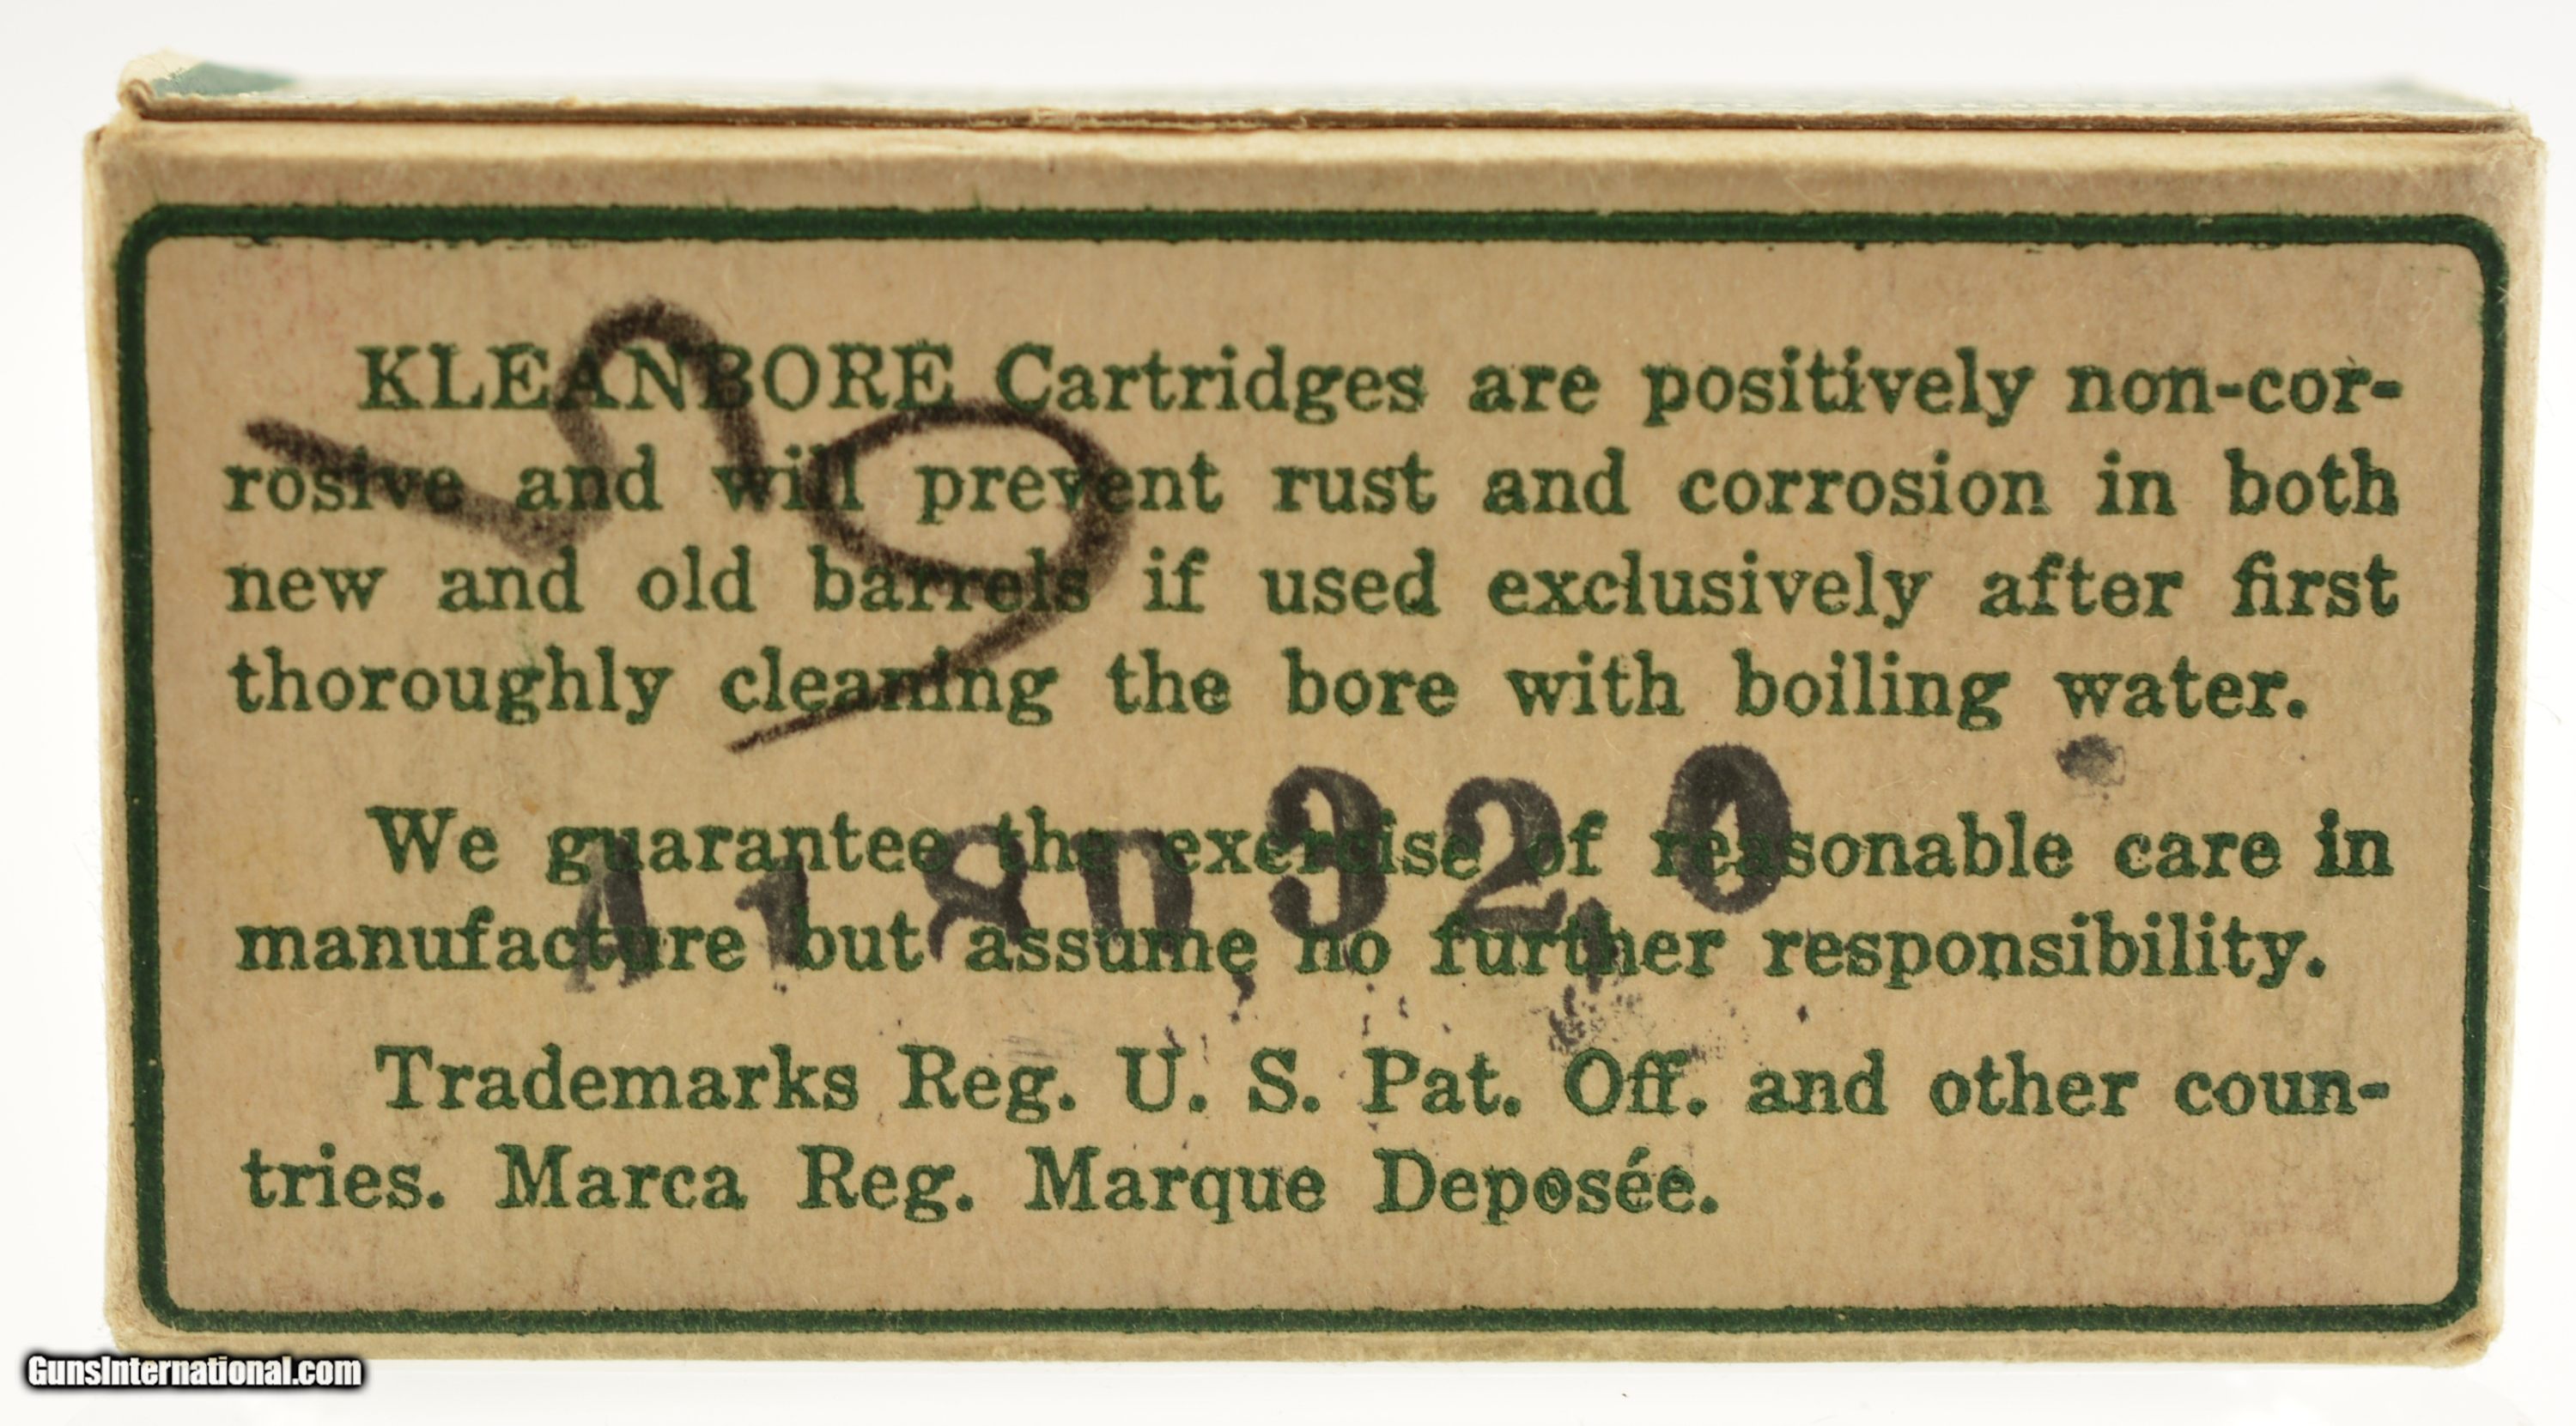 KLEANBORE Cartridges are positively non-cor-
rosive and will prevent rust and corrosion in both
new and old barrels if used exclusively after first
thoroughly cleaning the bore with boiling water.
We guarantee the exercise of reasonable care in
manufacture but assume no further responsibility.
Trademarks Reg. U. S. Pat. Off. and other coun-
tries. Marca Reg. Marque Deposée.
GunsInternational.com